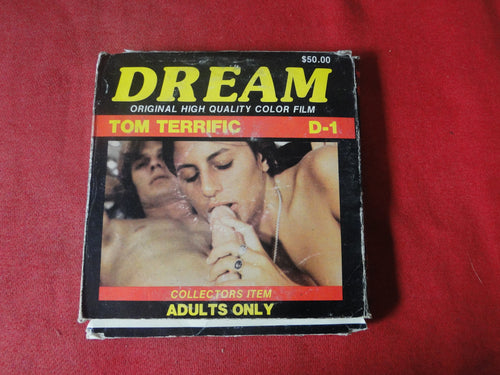 $50.00
DREAM
ORIGINAL HIGH QUALITY COLOR FILM
TOM TERRIFIC D-1
COLLECTORS ITEM
ADULTS ONLY